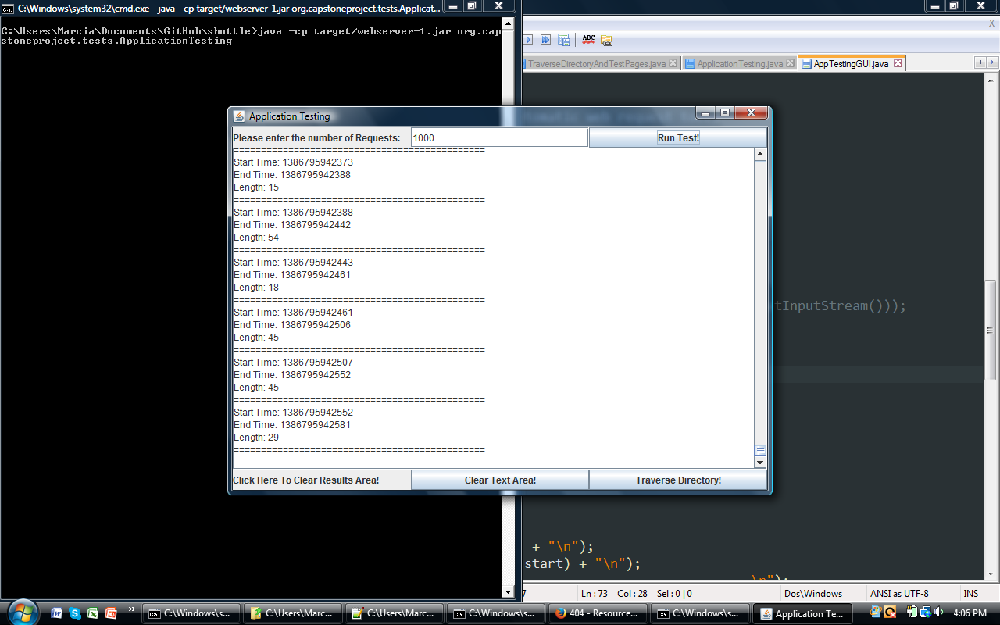 C:\Windows\system32\cmd.exe - java -cp target/webserver-1.jar org.capstoneproject.tests.Applicat...
C:\Users\Marcia\Documents\GitHub\shuttle>java -cp target/webserver-1.jar org.cap
stoneproject.tests.ApplicationTesting
ABC
TraverseDirectoryAndTestPages.java
ApplicationTesting.java
AppTestingGUI.java
Application Testing
Please enter the number of Requests:
1000
Run Test!
==============================================
Start Time: 1386795942373
End Time: 1386795942388
Length: 15
==============================================
Start Time: 1386795942388
End Time: 1386795942442
Length: 54
==============================================
Start Time: 1386795942443
End Time: 1386795942461
Length: 18
==============================================
Start Time: 1386795942461
End Time: 1386795942506
Length: 45
==============================================
Start Time: 1386795942507
End Time: 1386795942552
Length: 45
==============================================
Start Time: 1386795942552
End Time: 1386795942581
Length: 29
==============================================
Click Here To Clear Results Area!
Clear Text Area!
Traverse Directory!
tInputStream()));
+ "\n");
start) + "\n");
============================\n");
7
Ln : 73 Col : 28 Sel : 0 | 0
Dos\Windows
ANSI as UTF-8
INS
C:\Windows\s...
C:\Users\Marc...
C:\Users\Marc...
C:\Windows\s...
404 - Resource...
C:\Windows\s...
Application Te...
4:06 PM